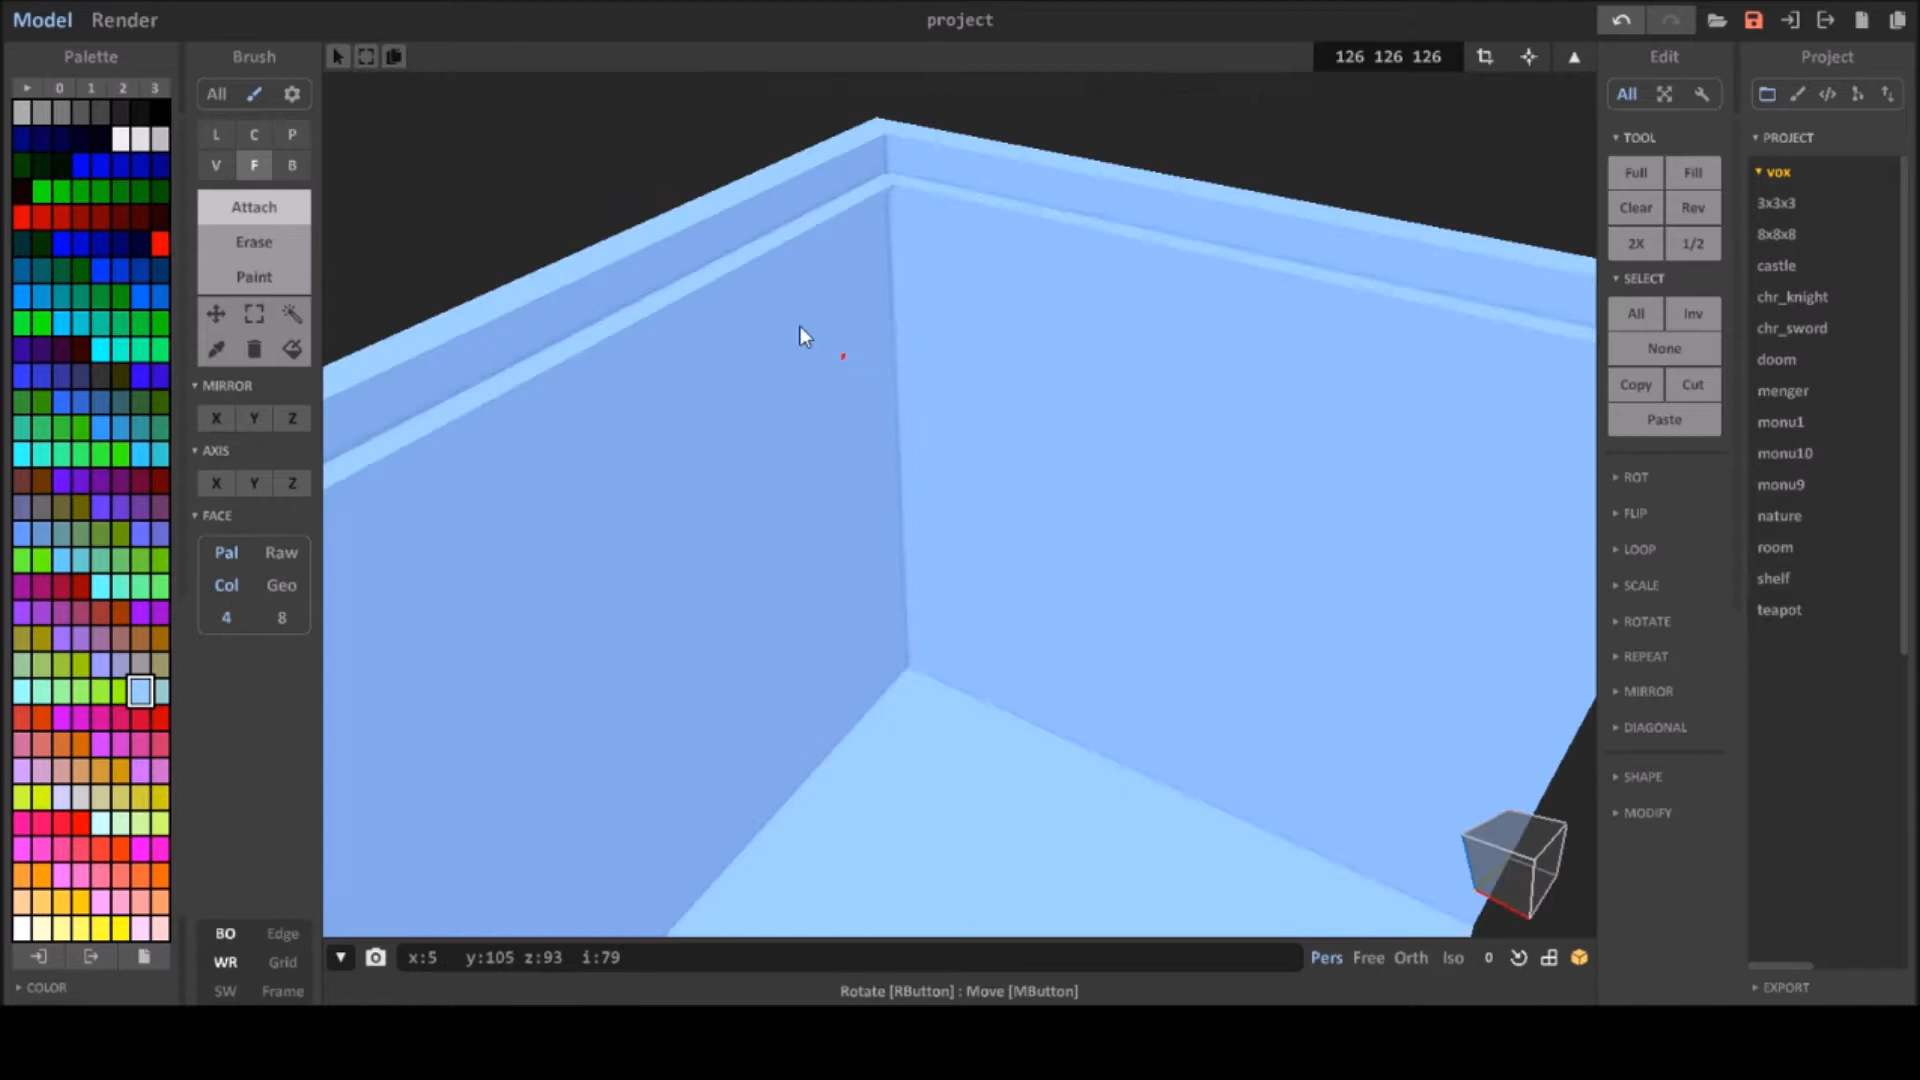 Model Render project
Palette Brush 126 126 126 Edit Project
0 1 2 3
All
L C P
V F B
Attach
Erase
Paint
MIRROR
X Y Z
AXIS
X Y Z
FACE
Pal Raw
Col Geo
4 8
BO Edge
WR Grid
SW Frame
COLOR
x:5 y:105 z:93 i:79
Pers Free Orth Iso 0
Rotate [RButton] : Move [MButton]
All
TOOL
Full Fill
Clear Rev
2X 1/2
SELECT
All Inv
None
Copy Cut
Paste
ROT
FLIP
LOOP
SCALE
ROTATE
REPEAT
MIRROR
DIAGONAL
SHAPE
MODIFY
PROJECT
vox
3x3x3
8x8x8
castle
chr_knight
chr_sword
doom
menger
monu1
monu10
monu9
nature
room
shelf
teapot
EXPORT